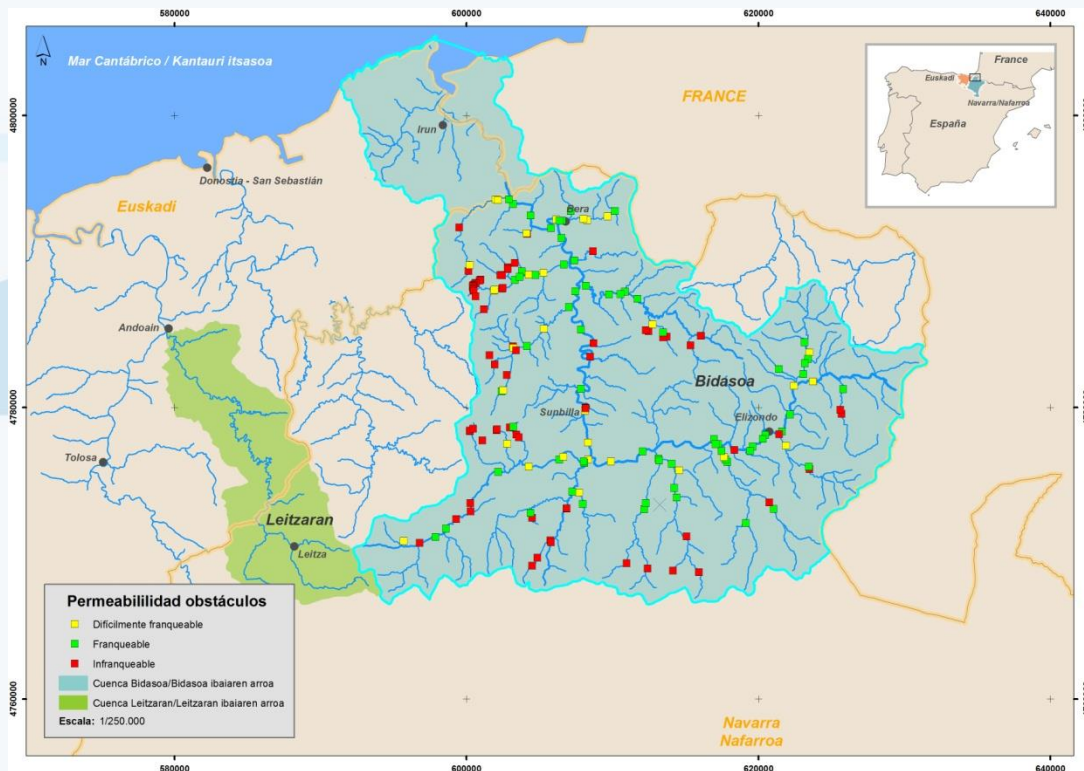 580000 600000 620000 640000
N
Mar Cantábrico / Kantauri itsasoa
FRANCE
France
Euskadi
Navarra/Nafarroa
España
4800000
Irun
Donostia - San Sebastián
Euskadi
Bera
Andoain
Bidasoa
4780000
Sunbilla
Elizondo
Tolosa
Leitzaran
Leitza
Permeabililidad obstáculos
Difícilmente franqueable
Franqueable
Infranqueable
Cuenca Bidasoa/Bidasoa ibaiaren arroa
Cuenca Leitzaran/Leitzaran ibaiaren arroa
Escala: 1/250.000
4760000
Navarra
Nafarroa
580000 600000 620000 640000